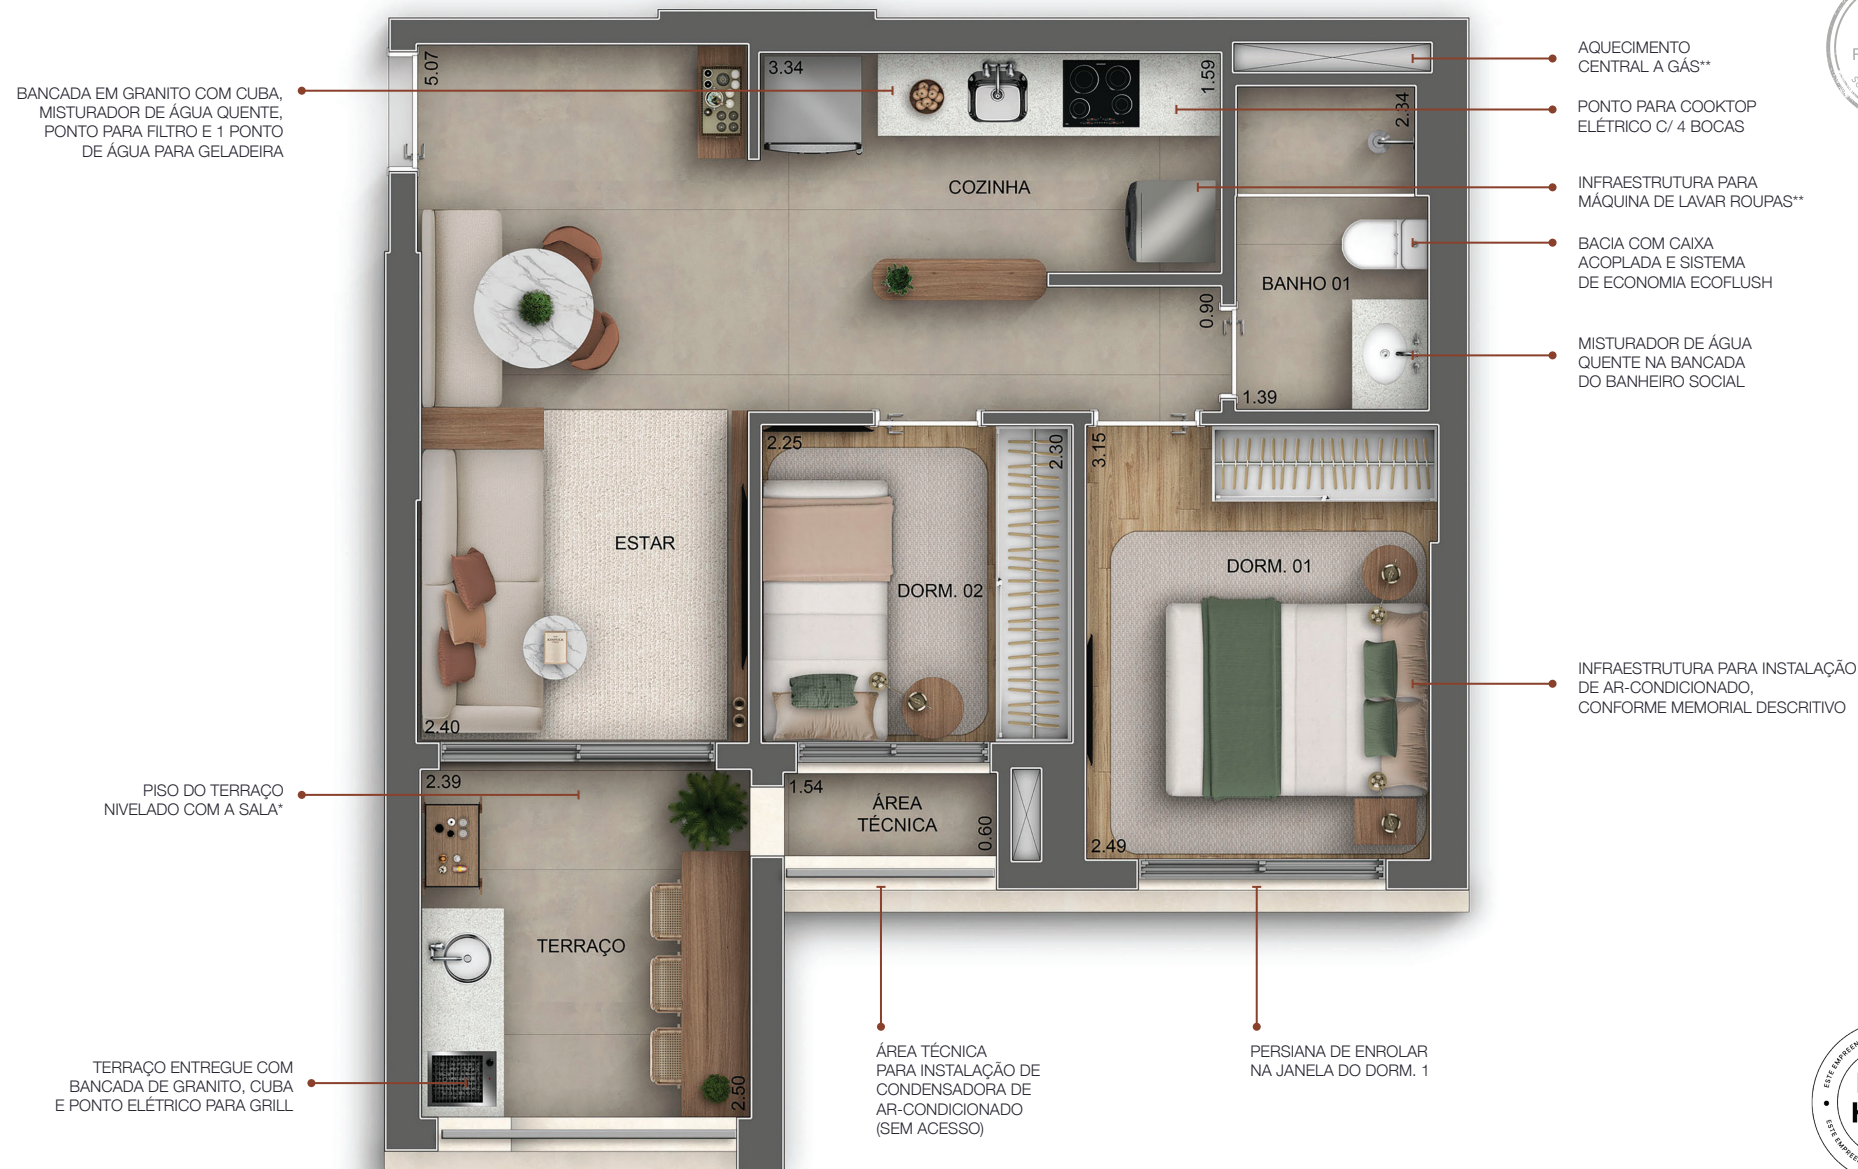 BANCADA EM GRANITO COM CUBA,
MISTURADOR DE ÁGUA QUENTE,
PONTO PARA FILTRO E 1 PONTO
DE ÁGUA PARA GELADEIRA
5.07
3.34
1.59
COZINHA
2.34
AQUECIMENTO
CENTRAL A GÁS**
PONTO PARA COOKTOP
ELÉTRICO C/ 4 BOCAS
INFRAESTRUTURA PARA
MÁQUINA DE LAVAR ROUPAS**
BACIA COM CAIXA
ACOPLADA E SISTEMA
DE ECONOMIA ECOFLUSH
BANHO 01
0.90
1.39
MISTURADOR DE ÁGUA
QUENTE NA BANCADA
DO BANHEIRO SOCIAL
2.25
2.30
3.15
ESTAR
DORM. 02
DORM. 01
INFRAESTRUTURA PARA INSTALAÇÃO
DE AR-CONDICIONADO,
CONFORME MEMORIAL DESCRITIVO
2.40
2.39
1.54
ÁREA
TÉCNICA
0.60
2.49
PISO DO TERRAÇO
NIVELADO COM A SALA*
TERRAÇO
2.50
TERRAÇO ENTREGUE COM
BANCADA DE GRANITO, CUBA
E PONTO ELÉTRICO PARA GRILL
ÁREA TÉCNICA
PARA INSTALAÇÃO DE
CONDENSADORA DE
AR-CONDICIONADO
(SEM ACESSO)
PERSIANA DE ENROLAR
NA JANELA DO DORM. 1